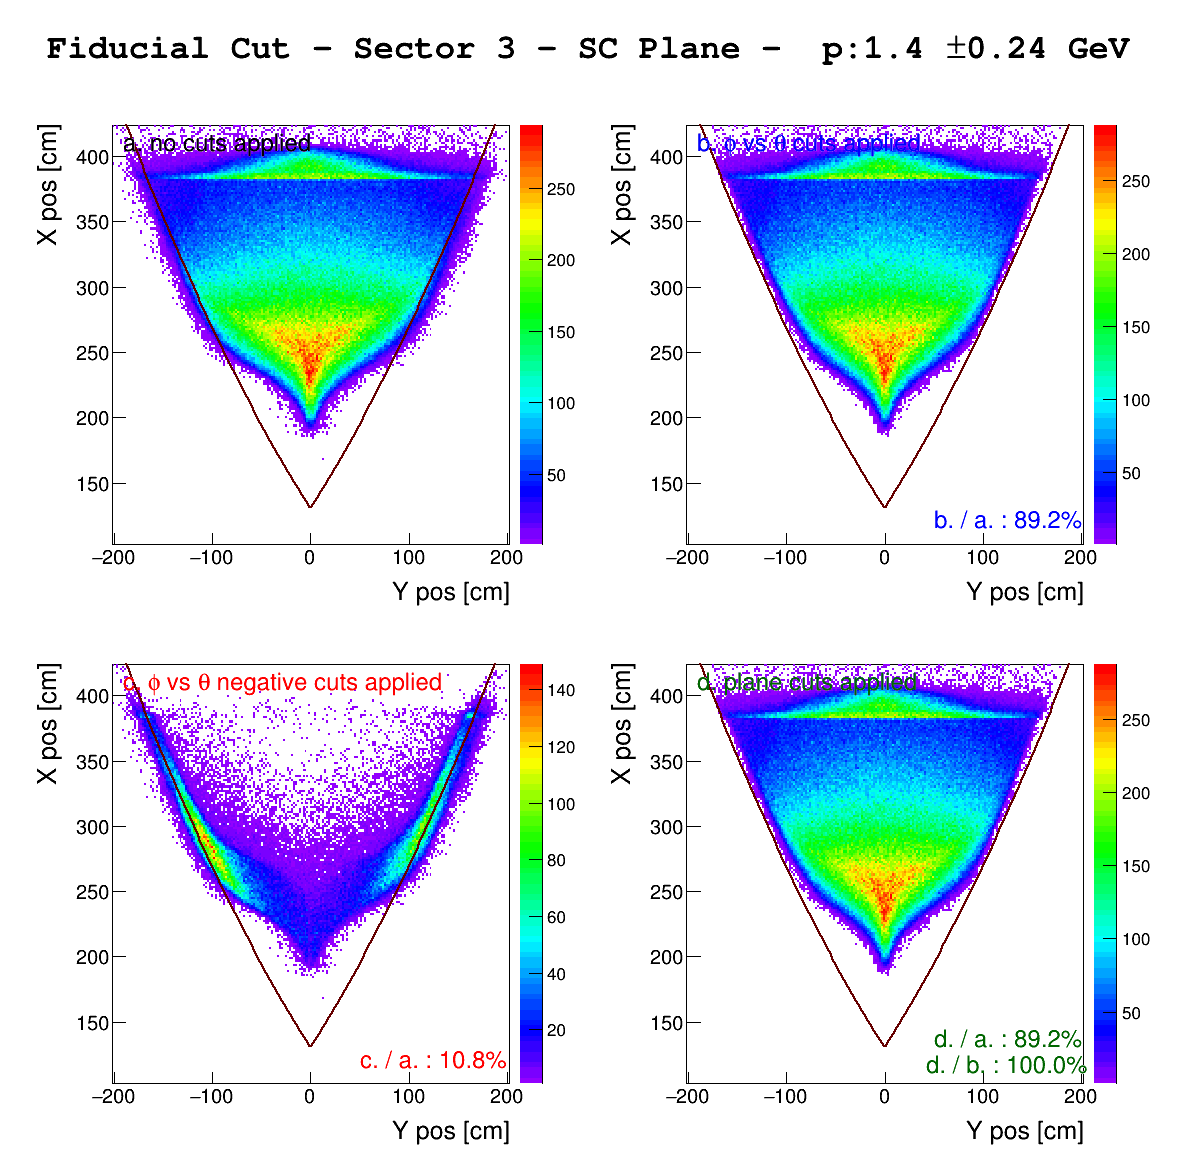 Fiducial Cut – Sector 3 – SC Plane – p:1.4 ±0.24 GeV
X pos [cm]
a. no cuts applied
400
350
300
250
200
150
−200 −100 0 100 200
Y pos [cm]
250
200
150
100
50
X pos [cm]
b. ϕ vs θ cuts applied
400
350
300
250
200
150
b. / a. : 89.2%
−200 −100 0 100 200
Y pos [cm]
250
200
150
100
50
X pos [cm]
c. ϕ vs θ negative cuts applied
400
350
300
250
200
150
c. / a. : 10.8%
−200 −100 0 100 200
Y pos [cm]
140
120
100
80
60
40
20
X pos [cm]
d. plane cuts applied
400
350
300
250
200
150
d. / a. : 89.2%
d. / b. : 100.0%
−200 −100 0 100 200
Y pos [cm]
250
200
150
100
50